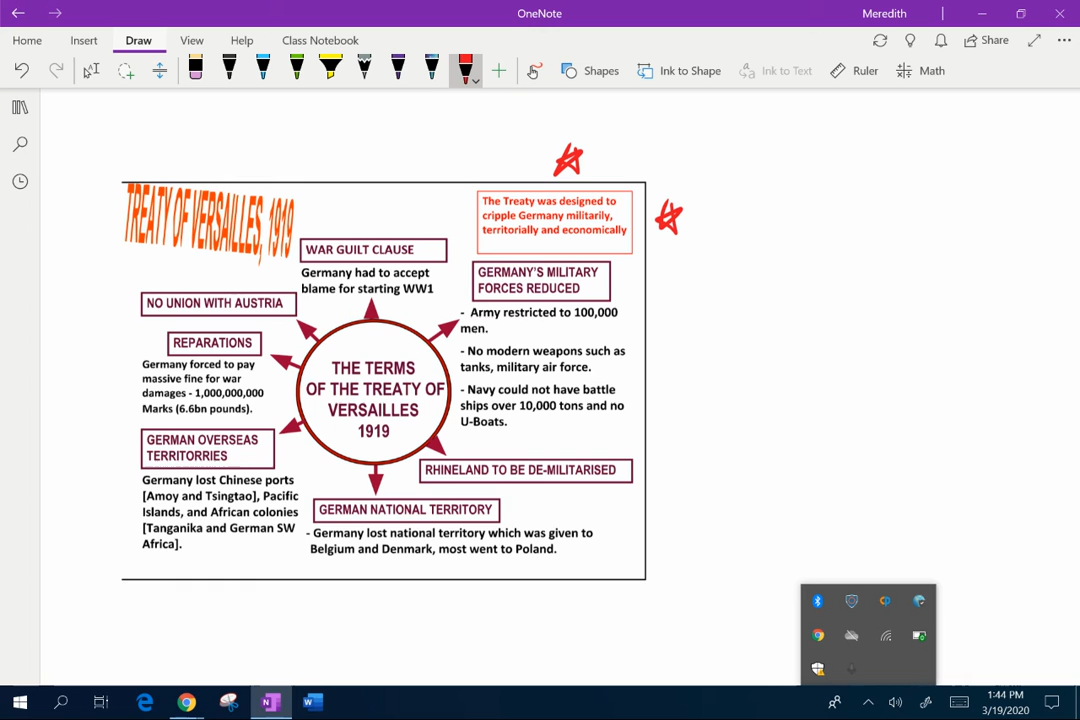 OneNote
Meredith
Home
Insert
Draw
View
Help
Class Notebook
Share
Shapes
Ink to Shape
Ink to Text
Ruler
Math
TREATY OF VERSAILLES, 1919
The Treaty was designed to
cripple Germany militarily,
territorially and economically
WAR GUILT CLAUSE
Germany had to accept
blame for starting WW1
GERMANY'S MILITARY
FORCES REDUCED
- Army restricted to 100,000
men.
- No modern weapons such as
tanks, military air force.
- Navy could not have battle
ships over 10,000 tons and no
U-Boats.
NO UNION WITH AUSTRIA
REPARATIONS
Germany forced to pay
massive fine for war
damages - 1,000,000,000
Marks (6.6bn pounds).
THE TERMS
OF THE TREATY OF
VERSAILLES
1919
GERMAN OVERSEAS
TERRITORRIES
Germany lost Chinese ports
[Amoy and Tsingtao], Pacific
Islands, and African colonies
[Tanganika and German SW
Africa].
RHINELAND TO BE DE-MILITARISED
GERMAN NATIONAL TERRITORY
- Germany lost national territory which was given to
Belgium and Denmark, most went to Poland.
1:44 PM
3/19/2020